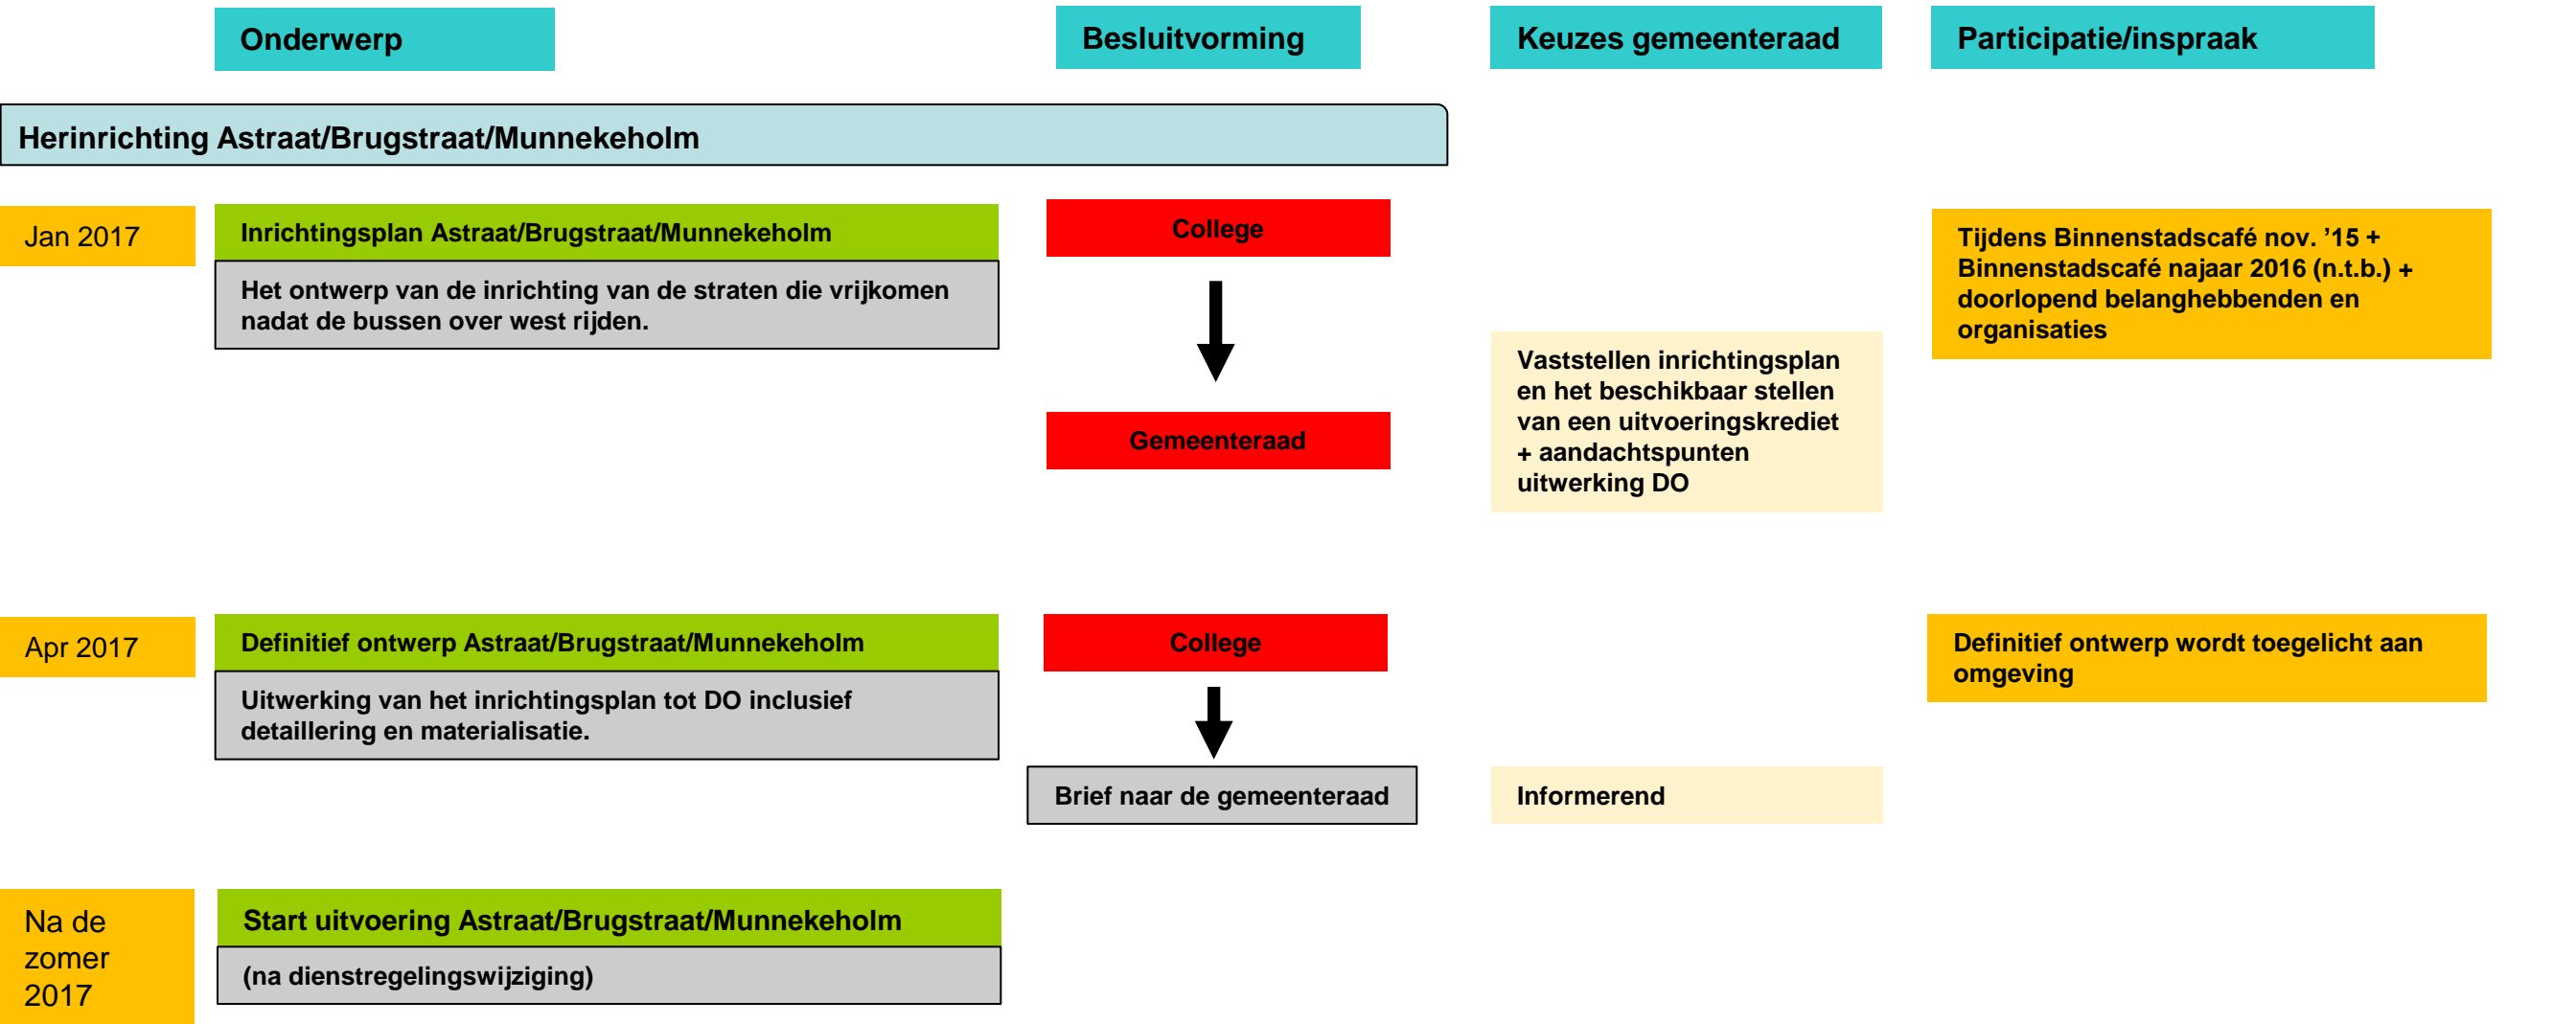 Onderwerp
Besluitvorming
Keuzes gemeenteraad
Participatie/inspraak
Herinrichting Astraat/Brugstraat/Munnekeholm
Jan 2017
Inrichtingsplan Astraat/Brugstraat/Munnekeholm
Het ontwerp van de inrichting van de straten die vrijkomen
nadat de bussen over west rijden.
College
Gemeenteraad
Vaststellen inrichtingsplan
en het beschikbaar stellen
van een uitvoeringskrediet
+ aandachtspunten
uitwerking DO
Tijdens Binnenstadscafé nov. ’15 +
Binnenstadscafé najaar 2016 (n.t.b.) +
doorlopend belanghebbenden en
organisaties
Apr 2017
Definitief ontwerp Astraat/Brugstraat/Munnekeholm
Uitwerking van het inrichtingsplan tot DO inclusief
detaillering en materialisatie.
College
Brief naar de gemeenteraad
Informerend
Definitief ontwerp wordt toegelicht aan
omgeving
Na de
zomer
2017
Start uitvoering Astraat/Brugstraat/Munnekeholm
(na dienstregelingswijziging)